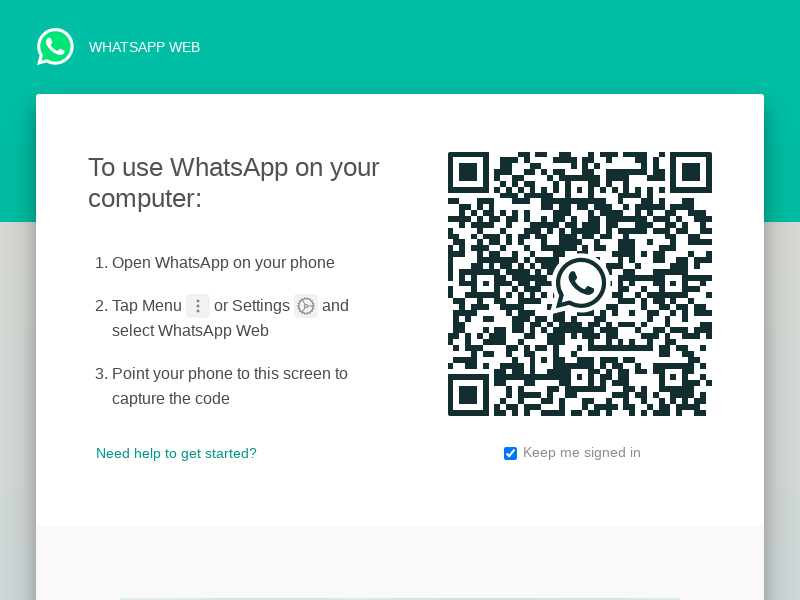 WHATSAPP WEB
To use WhatsApp on your
computer:
1. Open WhatsApp on your phone
2. Tap Menu or Settings and
select WhatsApp Web
3. Point your phone to this screen to
capture the code
Need help to get started?
Keep me signed in